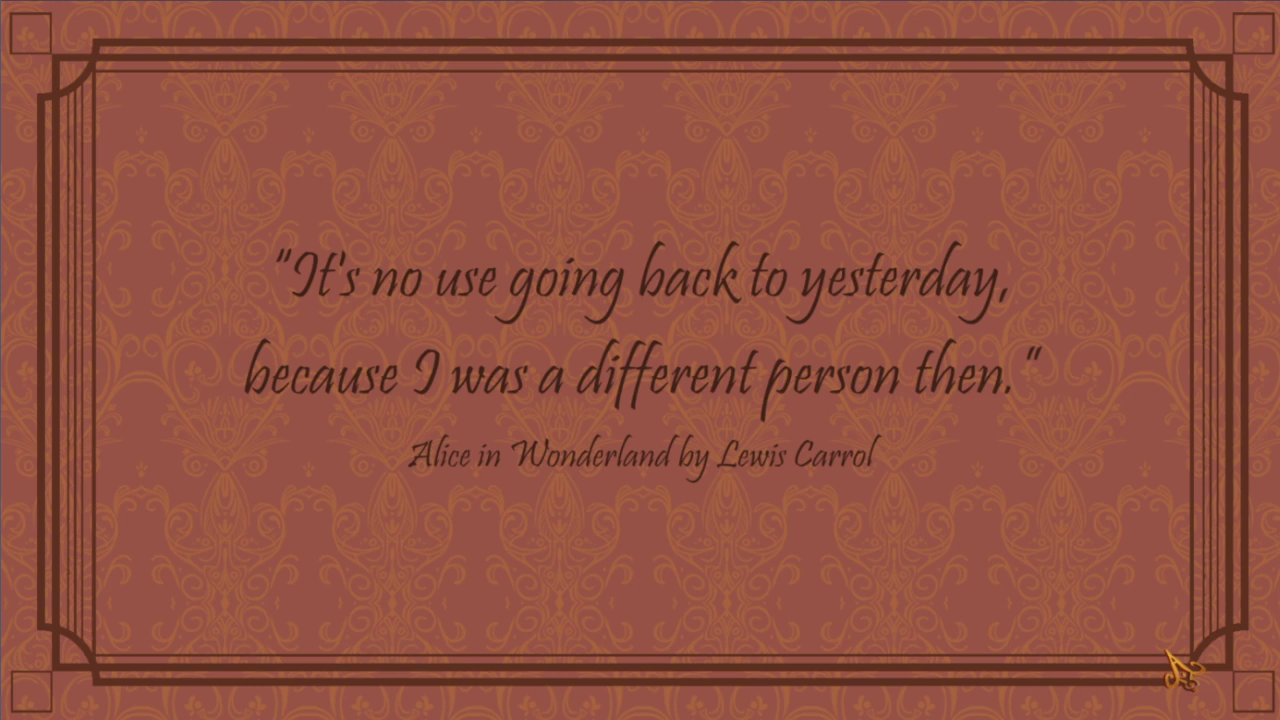 "It's no use going back to yesterday,
because I was a different person then."
Alice in Wonderland by Lewis Carrol